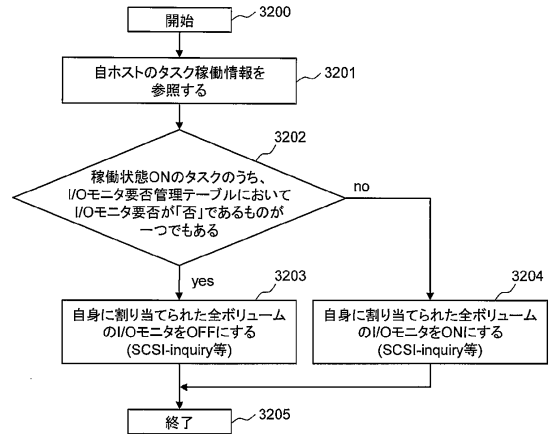 開始
3200
自ホストのタスク稼働情報を
参照する
3201
3202
稼働状態ONのタスクのうち、
I/Oモニタ要否管理テーブルにおいて
I/Oモニタ要否が「否」であるものが
一つでもある
no
yes
3203
自身に割り当てられた全ボリューム
のI/OモニタをOFFにする
(SCSI-inquiry等)
3204
自身に割り当てられた全ボリューム
のI/OモニタをONにする
(SCSI-inquiry等)
終了
3205